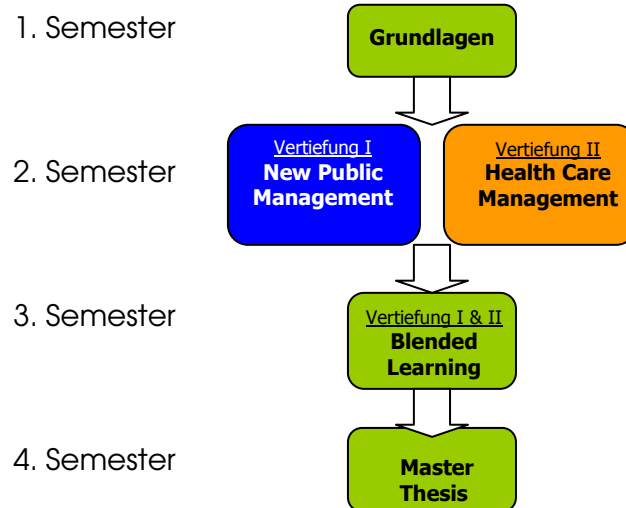 1. Semester
Grundlagen
2. Semester
Vertiefung I
New Public
Management
Vertiefung II
Health Care
Management
3. Semester
Vertiefung I & II
Blended
Learning
4. Semester
Master
Thesis